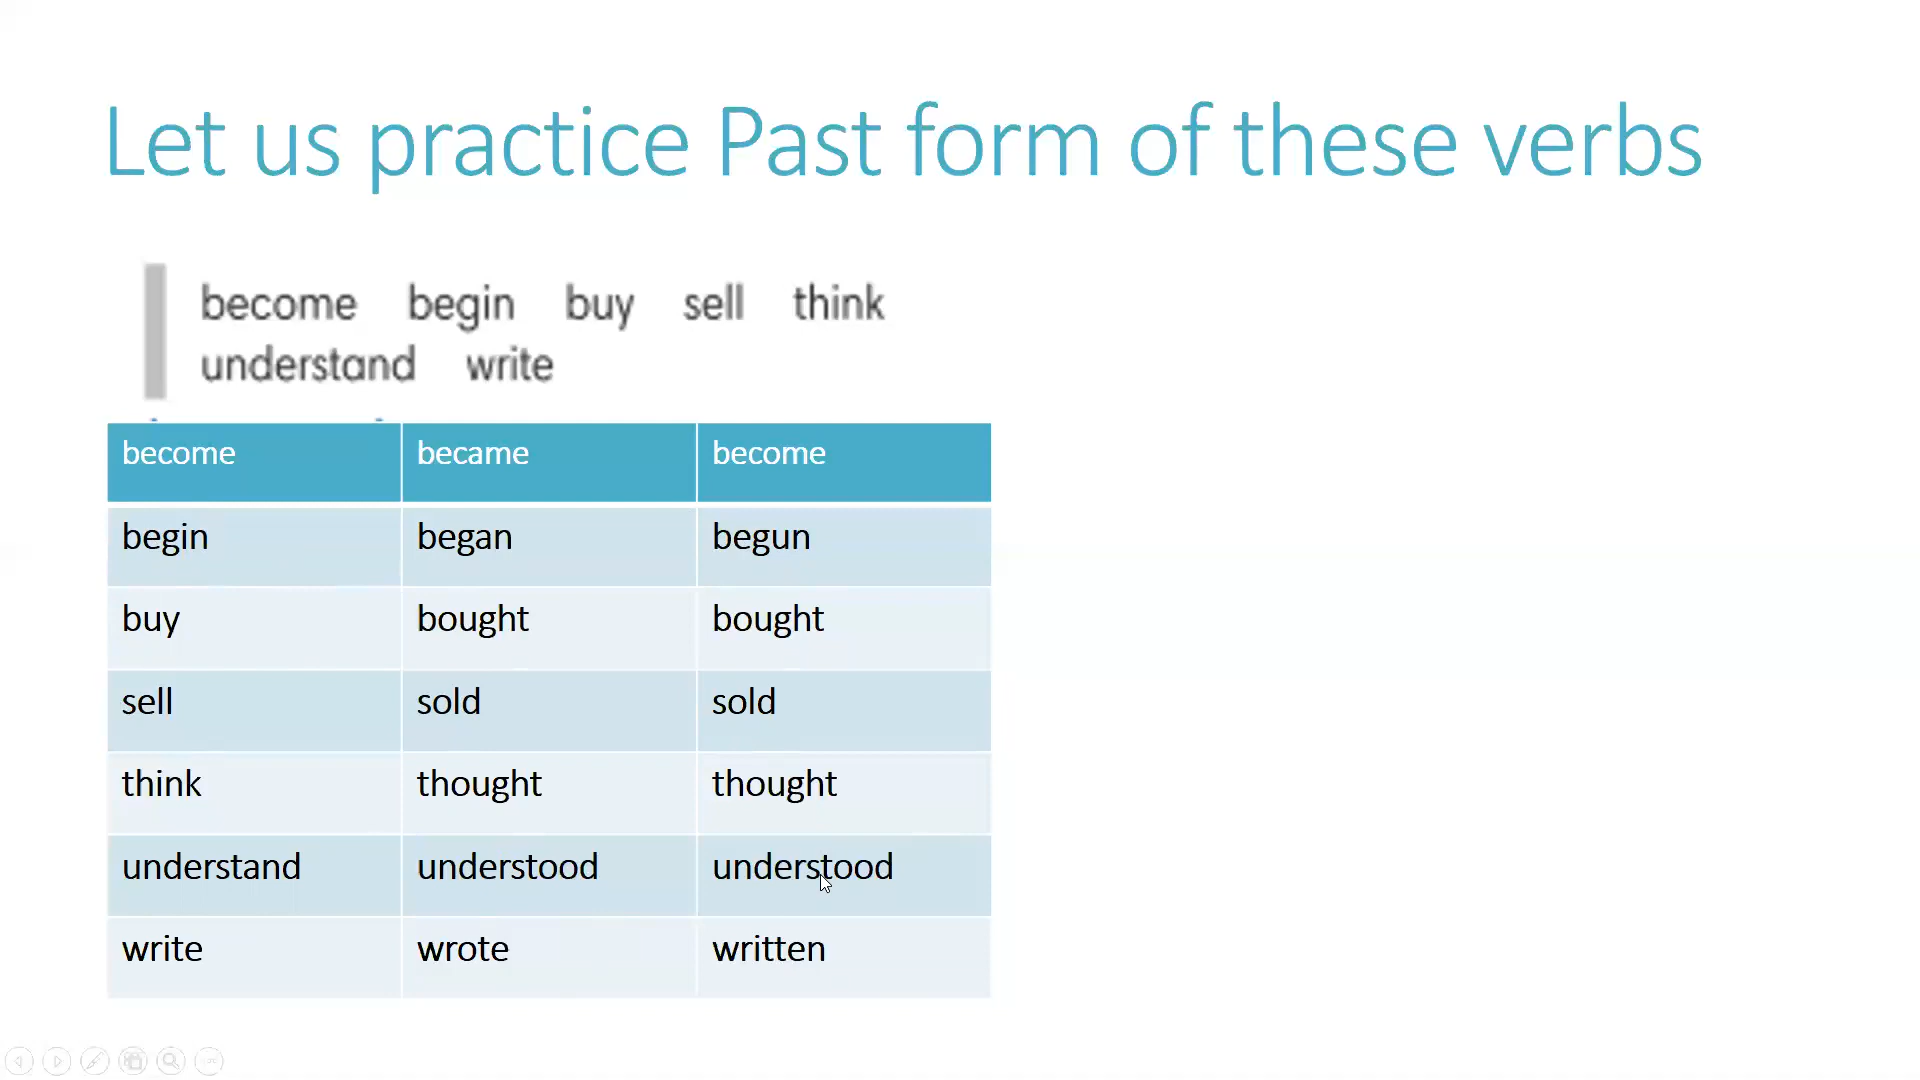 Let us practice Past form of these verbs
become begin buy sell think
understand write
become became become
begin began begun
buy bought bought
sell sold sold
think thought thought
understand understood understood
write wrote written